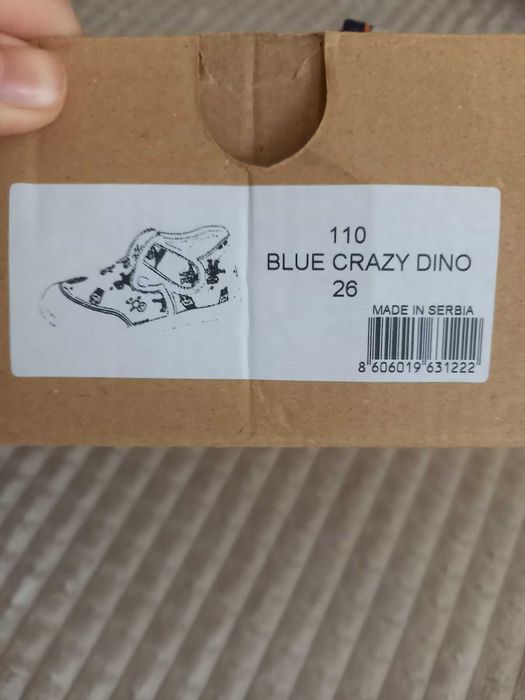 110
BLUE CRAZY DINO
26
MADE IN SERBIA
8 606019 631222